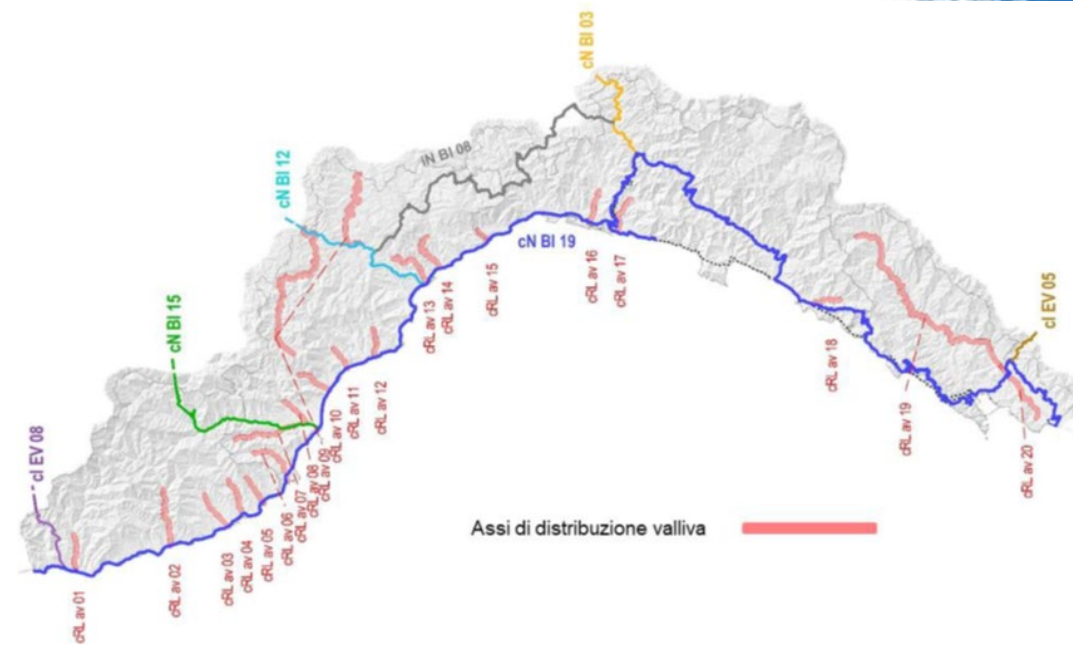 cN BI 03
iN BI 08
cN BI 12
cN BI 19
cN BI 15
cI EV 05
cI EV 08
cRL av 01
cRL av 02
cRL av 03
cRL av 04
cRL av 05
cRL av 06
cRL av 07
cRL av 08
cRL av 09
cRL av 10
cRL av 11
cRL av 12
cRL av 13
cRL av 14
cRL av 15
cRL av 16
cRL av 17
cRL av 18
cRL av 19
cRL av 20
Assi di distribuzione valliva